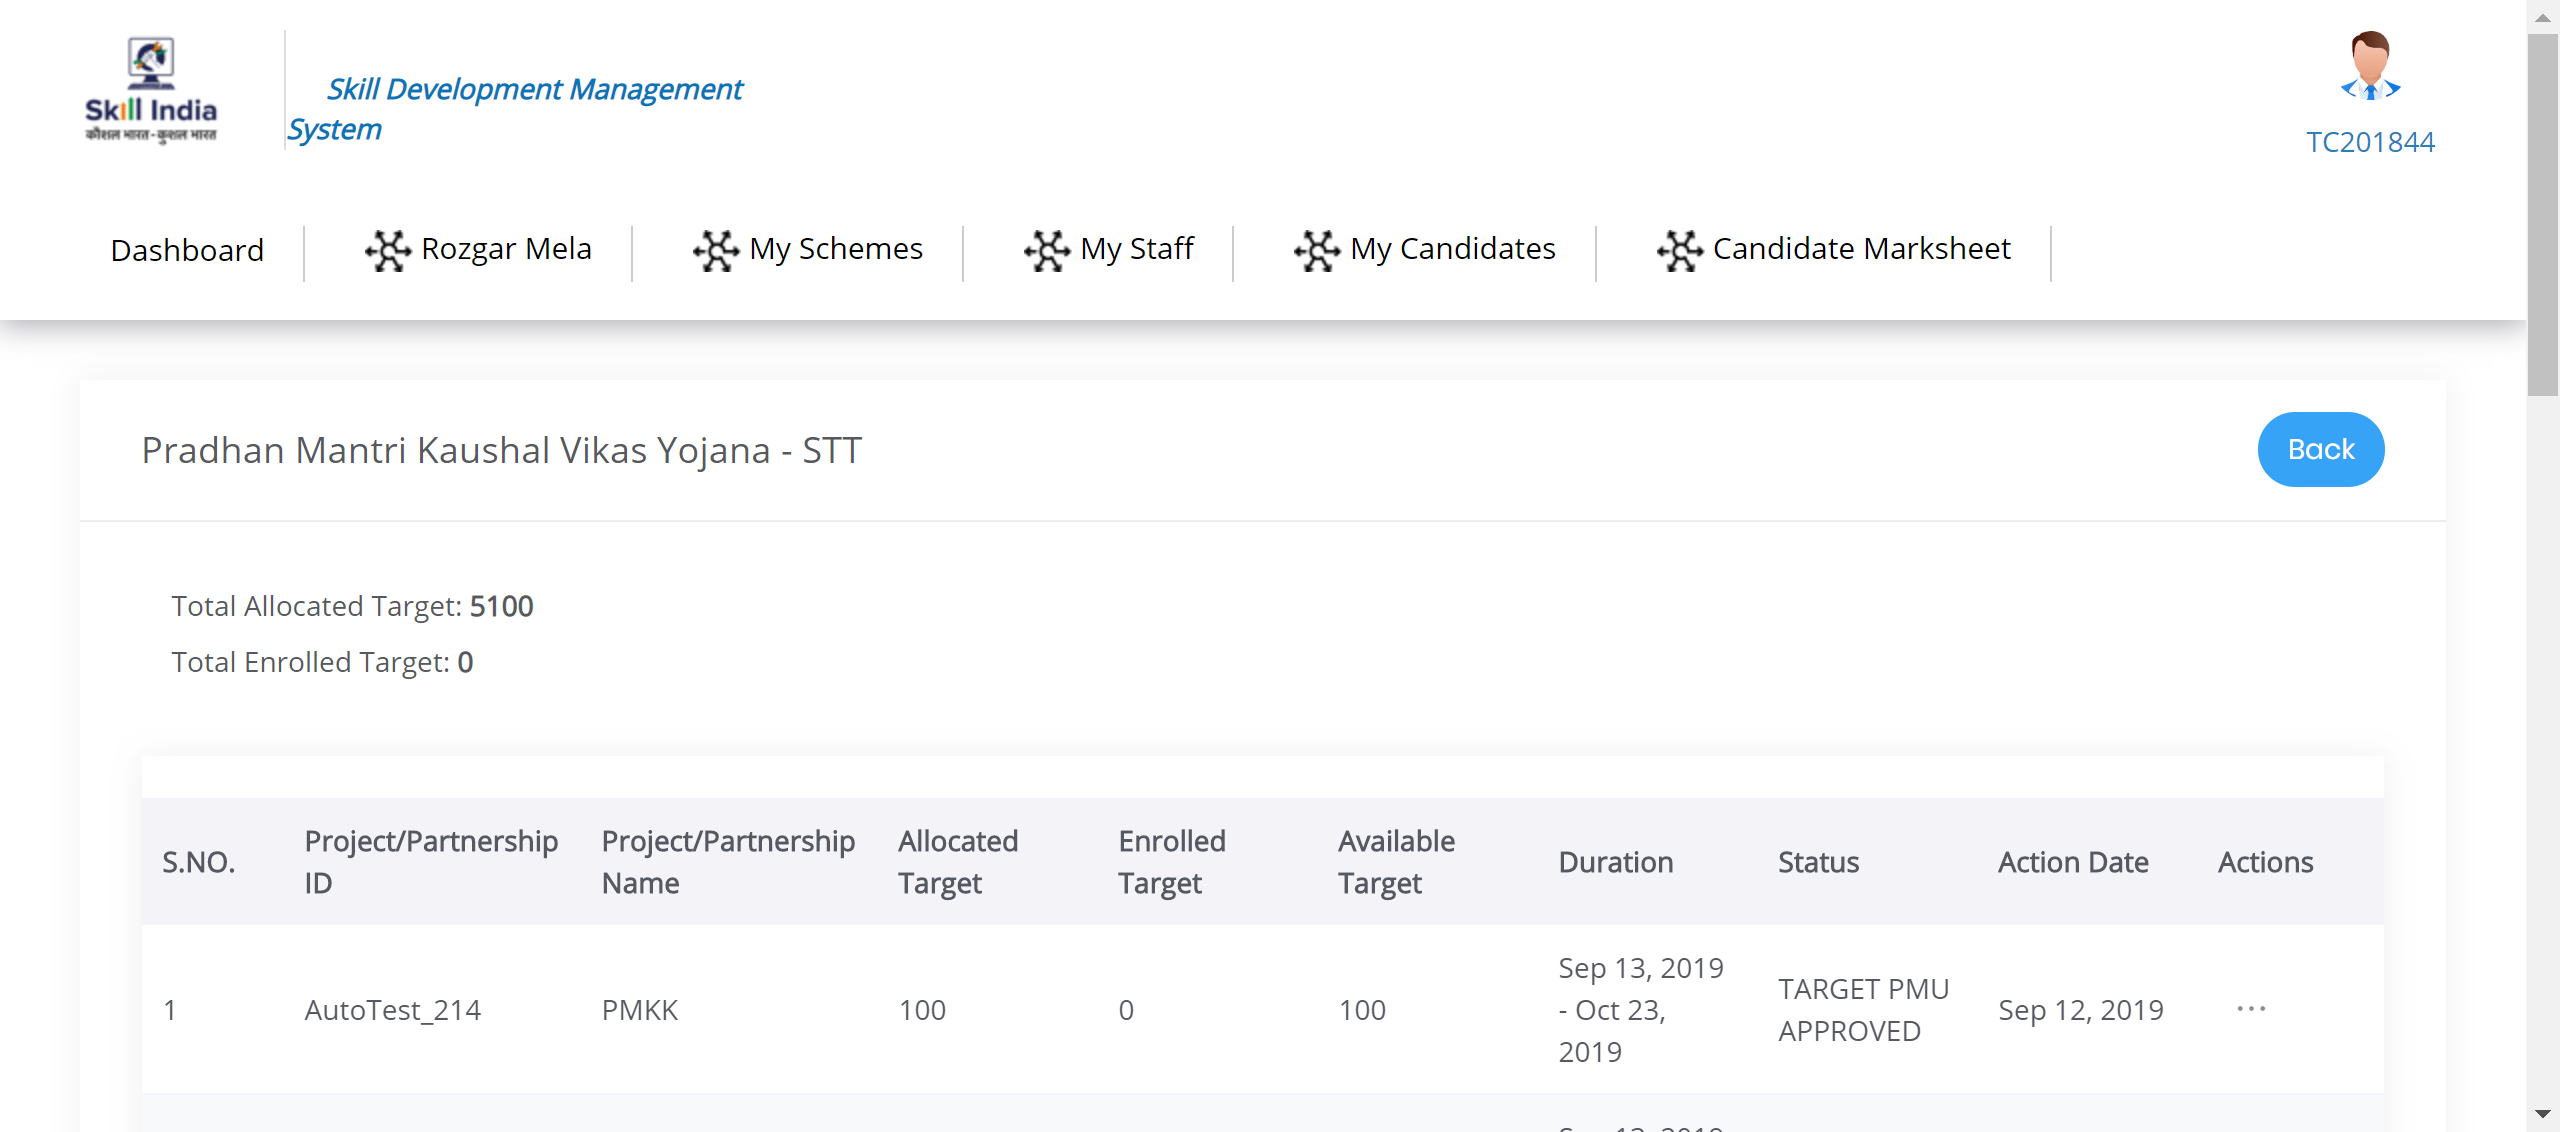 Skill India
कौशल भारत - कुशल भारत
Skill Development Management
System
TC201844
Dashboard
Rozgar Mela
My Schemes
My Staff
My Candidates
Candidate Marksheet
Pradhan Mantri Kaushal Vikas Yojana - STT
Back
Total Allocated Target: 5100
Total Enrolled Target: 0
S.NO.
Project/Partnership
ID
Project/Partnership
Name
Allocated
Target
Enrolled
Target
Available
Target
Duration
Status
Action Date
Actions
1
AutoTest_214
PMKK
100
0
100
Sep 13, 2019
- Oct 23,
2019
TARGET PMU
APPROVED
Sep 12, 2019
...